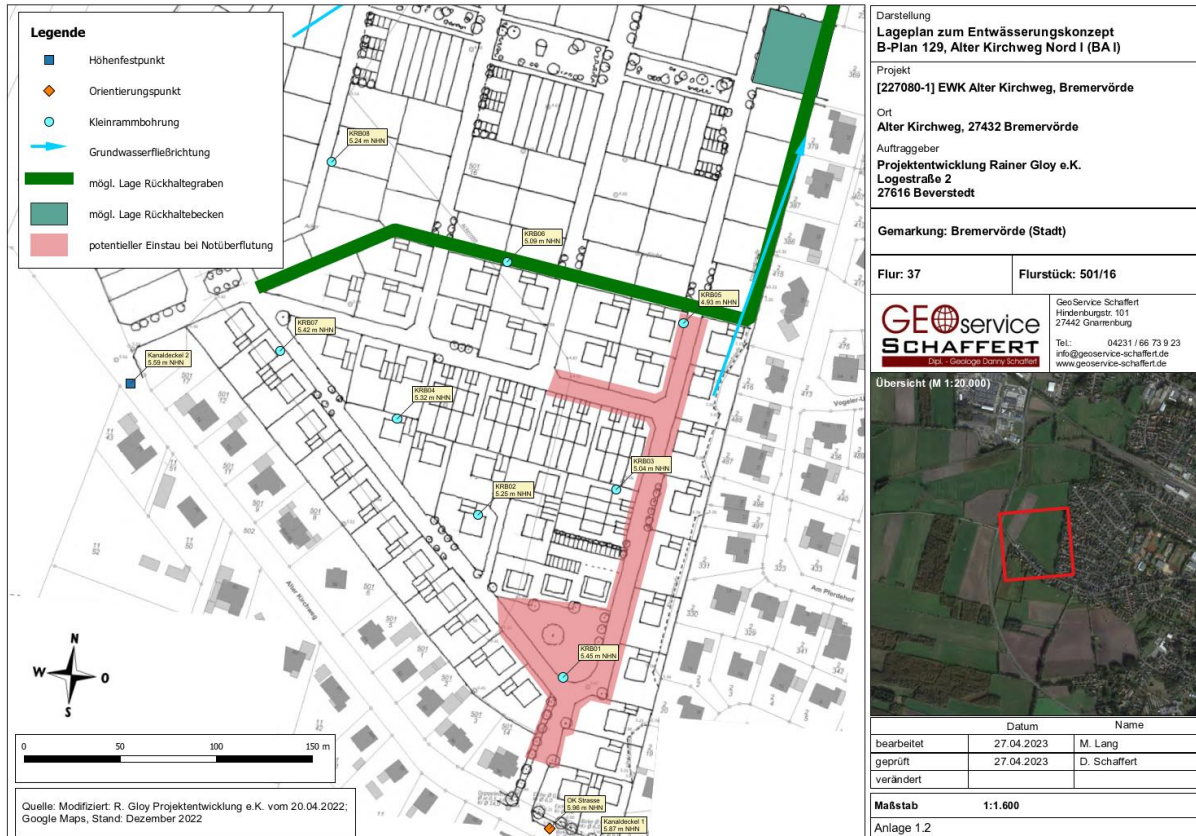 Legende
Höhenfestpunkt
Orientierungspunkt
Kleinrammbohrung
Grundwasserfließrichtung
mögl. Lage Rückhaltegraben
mögl. Lage Rückhaltebecken
potentieller Einstau bei Notüberflutung
KRB08
5.24 m NHN
KRB06
5.09 m NHN
KRB05
4.93 m NHN
KRB07
5.42 m NHN
Kanaldeckel 2
5.59 m NHN
KRB04
5.32 m NHN
KRB03
5.04 m NHN
KRB02
5.25 m NHN
KRB01
5.45 m NHN
OK Strasse
5.96 m NHN
Kanaldeckel 1
5.87 m NHN
Alter Kirchweg
Am Pferdehof
N
W O
S
0 50 100 150 m
Quelle: Modifiziert: R. Gloy Projektentwicklung e.K. vom 20.04.2022;
Google Maps, Stand: Dezember 2022
Darstellung
Lageplan zum Entwässerungskonzept
B-Plan 129, Alter Kirchweg Nord I (BA I)
Projekt
[227080-1] EWK Alter Kirchweg, Bremervörde
Ort
Alter Kirchweg, 27432 Bremervörde
Auftraggeber
Projektentwicklung Rainer Gloy e.K.
Logestraße 2
27616 Beverstedt
Gemarkung: Bremervörde (Stadt)
Flur: 37 Flurstück: 501/16
GEOservice
SCHAFFERT
Dipl. - Geologe Danny Schaffert
GeoService Schaffert
Hindenburgstr. 101
27442 Gnarrenburg
Tel.: 04231 / 66 73 9 23
info@geoservice-schaffert.de
www.geoservice-schaffert.de
Übersicht (M 1:20.000)
Datum Name
bearbeitet 27.04.2023 M. Lang
geprüft 27.04.2023 D. Schaffert
verändert
Maßstab 1:1.600
Anlage 1.2